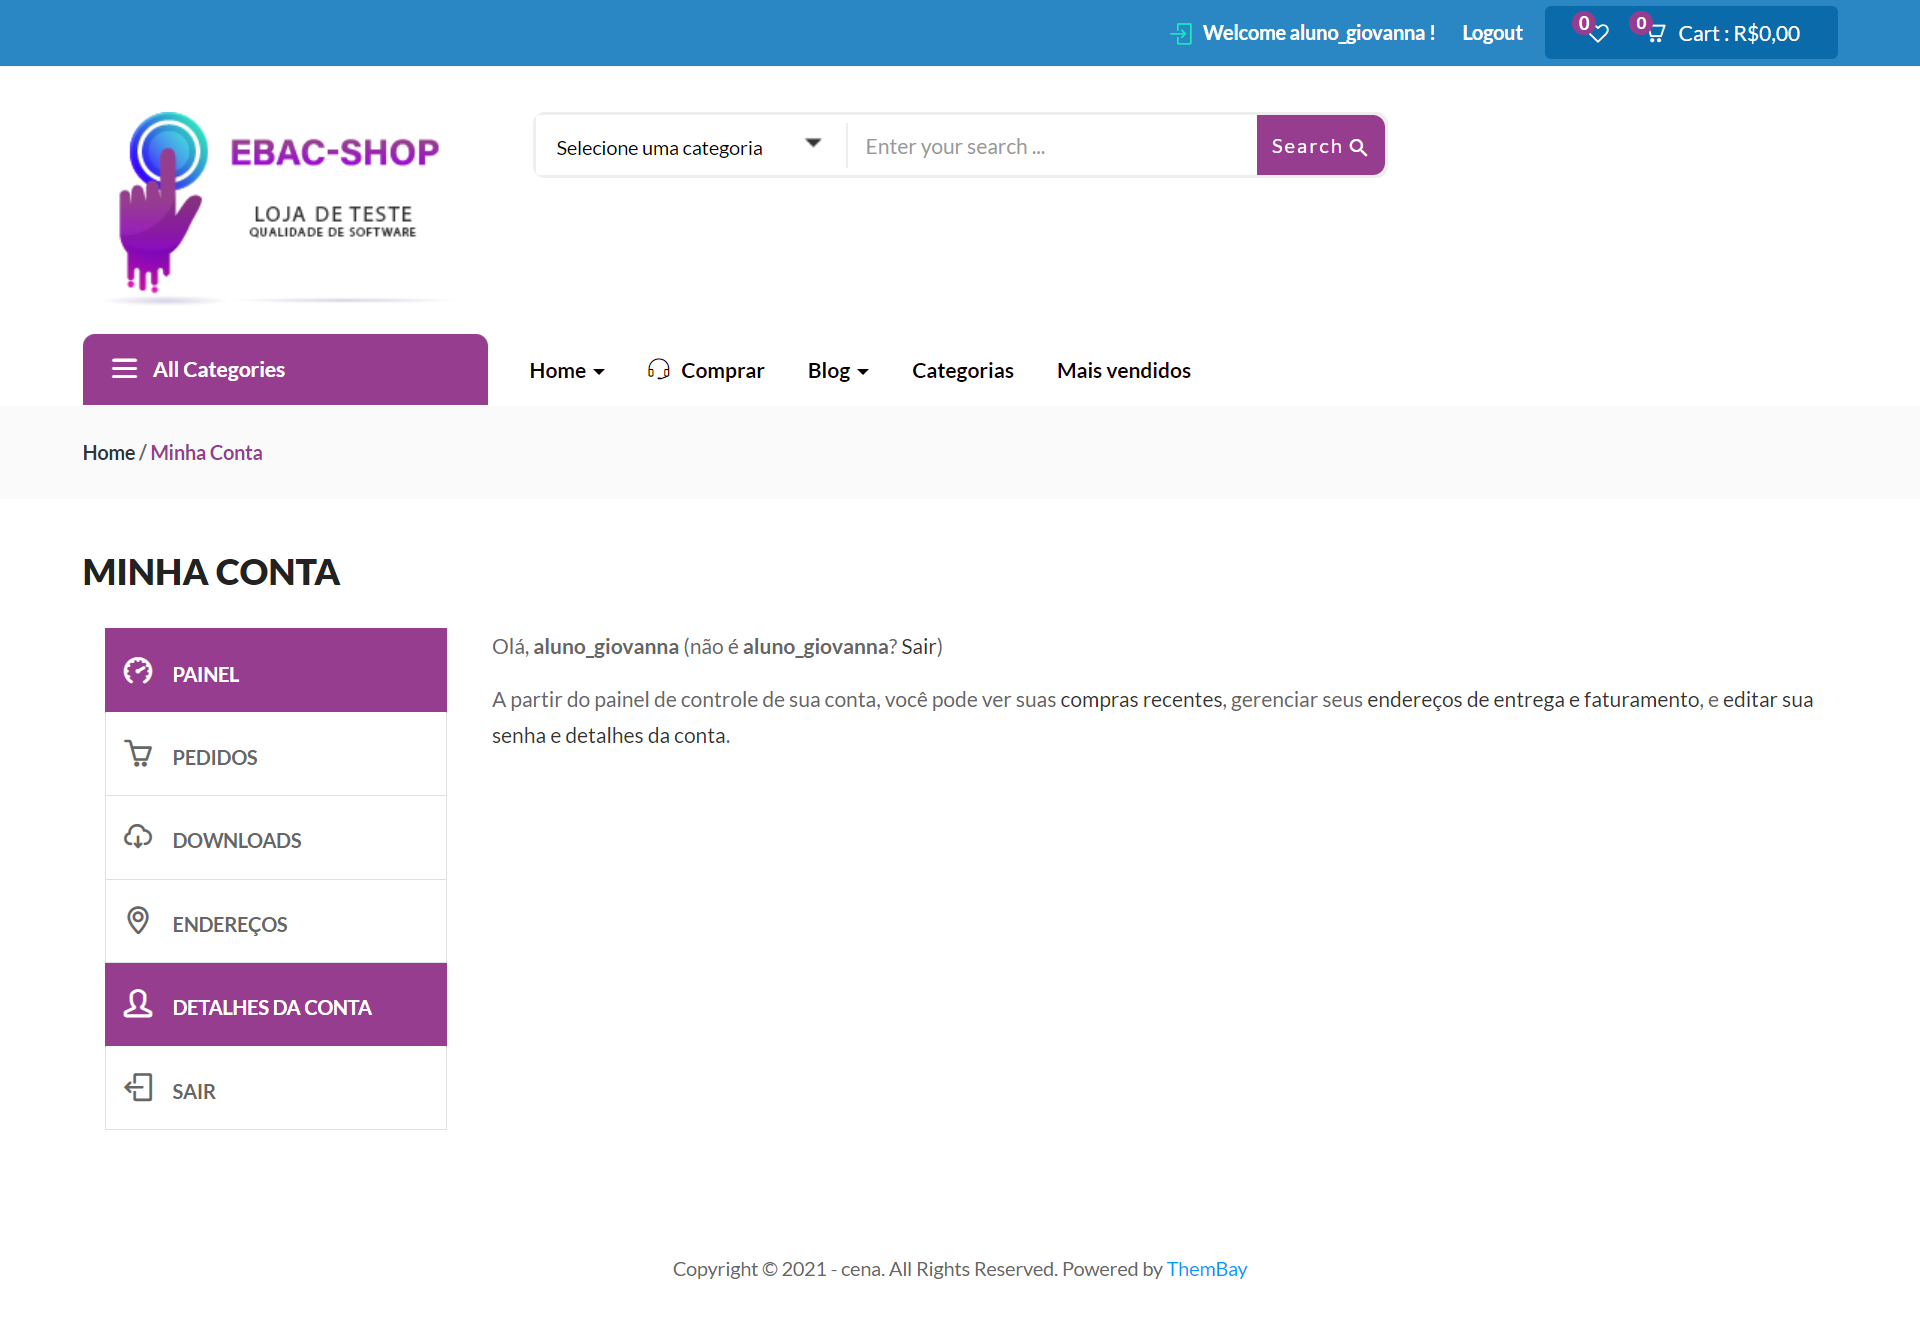 Welcome aluno_giovanna !
Logout
0
0
Cart : R$0,00
EBAC-SHOP
LOJA DE TESTE
QUALIDADE DE SOFTWARE
Selecione uma categoria
Enter your search ...
Search
All Categories
Home
Comprar
Blog
Categorias
Mais vendidos
Home / Minha Conta
MINHA CONTA
PAINEL
PEDIDOS
DOWNLOADS
ENDEREÇOS
DETALHES DA CONTA
SAIR
Olá, aluno_giovanna (não é aluno_giovanna? Sair)
A partir do painel de controle de sua conta, você pode ver suas compras recentes, gerenciar seus endereços de entrega e faturamento, e editar sua
senha e detalhes da conta.
Copyright © 2021 - cena. All Rights Reserved. Powered by ThemBay